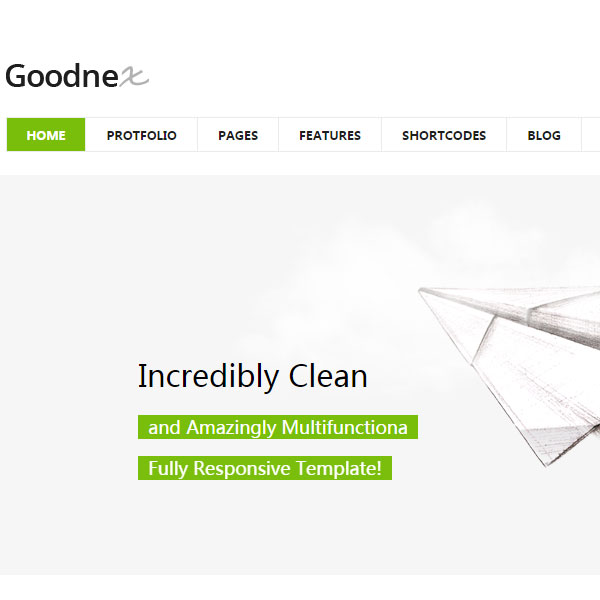 Goodnex
HOME PROTFOLIO PAGES FEATURES SHORTCODES BLOG
Incredibly Clean
and Amazingly Multifunctiona
Fully Responsive Template!